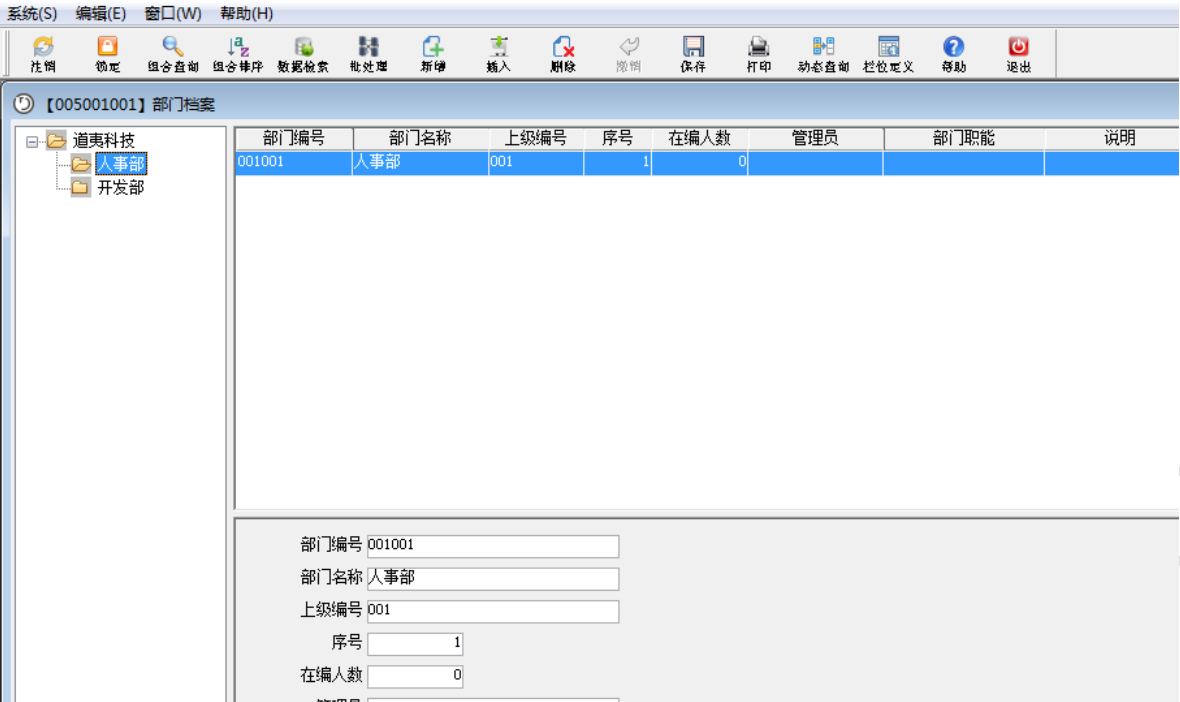 系统(S) 编辑(E) 窗口(W) 帮助(H)
注销 锁定 组合查询 组合排序 数据检索 批处理 新增 插入 删除 撤销 保存 打印 动态查询 栏位定义 帮助 退出
【005001001】部门档案
道夷科技
人事部
开发部
部门编号 部门名称 上级编号 序号 在编人数 管理员 部门职能 说明
001001 人事部 001 1 0
部门编号 001001
部门名称 人事部
上级编号 001
序号 1
在编人数 0
管理员